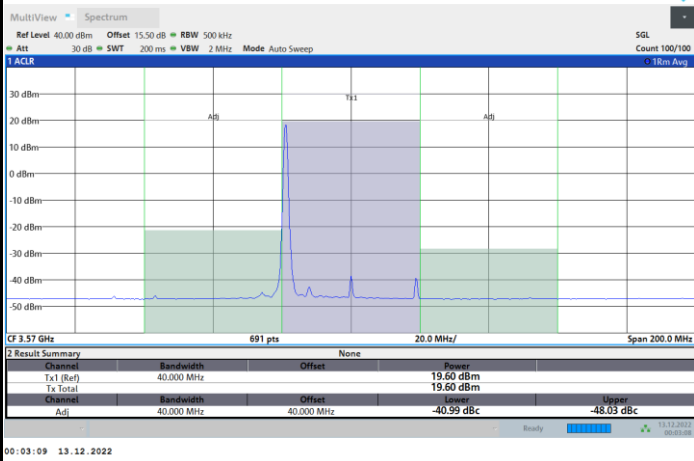 MultiView Spectrum
Ref Level 40.00 dBm Offset 15.50 dB RBW 500 kHz SGL
Att 30 dB SWT 200 ms VBW 2 MHz Mode Auto Sweep Count 100/100
1 ACLR 1Rm Avg
30 dBm
Tx1
20 dBm
Adj Adj
10 dBm
0 dBm
-10 dBm
-20 dBm
-30 dBm
-40 dBm
-50 dBm
CF 3.57 GHz 691 pts 20.0 MHz/ Span 200.0 MHz
2 Result Summary None
Channel Bandwidth Offset Power
Tx1 (Ref) 40.000 MHz 19.60 dBm
Tx Total 19.60 dBm
Channel Bandwidth Offset Lower Upper
Adj 40.000 MHz 40.000 MHz -40.99 dBc -48.03 dBc
Ready 13.12.2022
00:03:08
00:03:09 13.12.2022